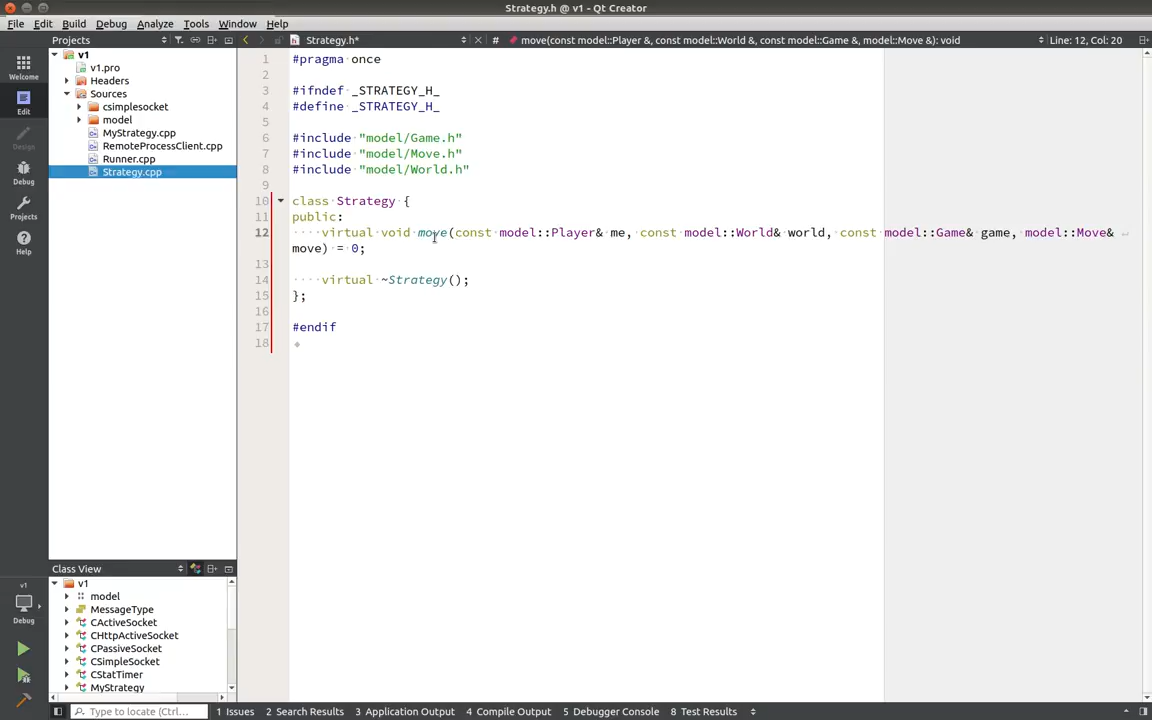 Strategy.h @ v1 - Qt Creator
File Edit Build Debug Analyze Tools Window Help
Projects
Strategy.h*
# move(const model::Player &, const model::World &, const model::Game &, model::Move &): void
Line: 12, Col: 20
Welcome
Edit
Design
Debug
Projects
Help
v1
v1.pro
Headers
Sources
csimplesocket
model
MyStrategy.cpp
RemoteProcessClient.cpp
Runner.cpp
Strategy.cpp
1 #pragma once
2
3 #ifndef _STRATEGY_H_
4 #define _STRATEGY_H_
5
6 #include "model/Game.h"
7 #include "model/Move.h"
8 #include "model/World.h"
9
10 class Strategy {
11 public:
12 virtual void move(const model::Player& me, const model::World& world, const model::Game& game, model::Move&
move) = 0;
13
14 virtual ~Strategy();
15 };
16
17 #endif
18
Class View
v1
model
MessageType
CActiveSocket
CHttpActiveSocket
CPassiveSocket
CSimpleSocket
CStatTimer
MyStrategy
v1
Debug
Type to locate (Ctrl...
1 Issues 2 Search Results 3 Application Output 4 Compile Output 5 Debugger Console 8 Test Results